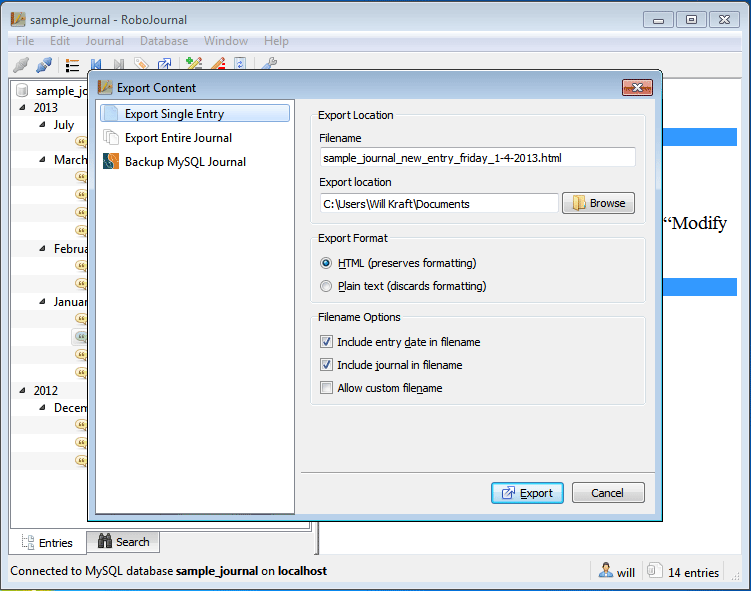 sample_journal - RoboJournal
File Edit Journal Database Window Help
sample_jo
2013
July
March
Februa
Januar
2012
Decem
Export Content
Export Single Entry
Export Entire Journal
Backup MySQL Journal
Export Location
Filename
sample_journal_new_entry_friday_1-4-2013.html
Export location
C:\Users\Will Kraft\Documents
Browse
Export Format
HTML (preserves formatting)
Plain text (discards formatting)
Filename Options
Include entry date in filename
Include journal in filename
Allow custom filename
Export
Cancel
“Modify
Entries
Search
Connected to MySQL database sample_journal on localhost
will
14 entries